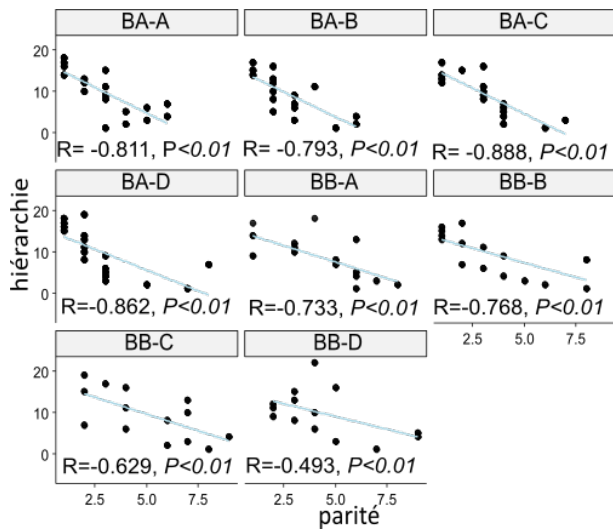 BA-A BA-B BA-C
20
10
0
R= -0.811, P<0.01 R= -0.793, P<0.01 R= -0.888, P<0.01
BA-D BB-A BB-B
20
10
0
R=-0.862, P<0.01 R=-0.733, P<0.01 R=-0.768, P<0.01
hiérarchie
BB-C BB-D
2.5 5.0 7.5
20
10
0
R=-0.629, P<0.01 R=-0.493, P<0.01
2.5 5.0 7.5 2.5 5.0 7.5
parité